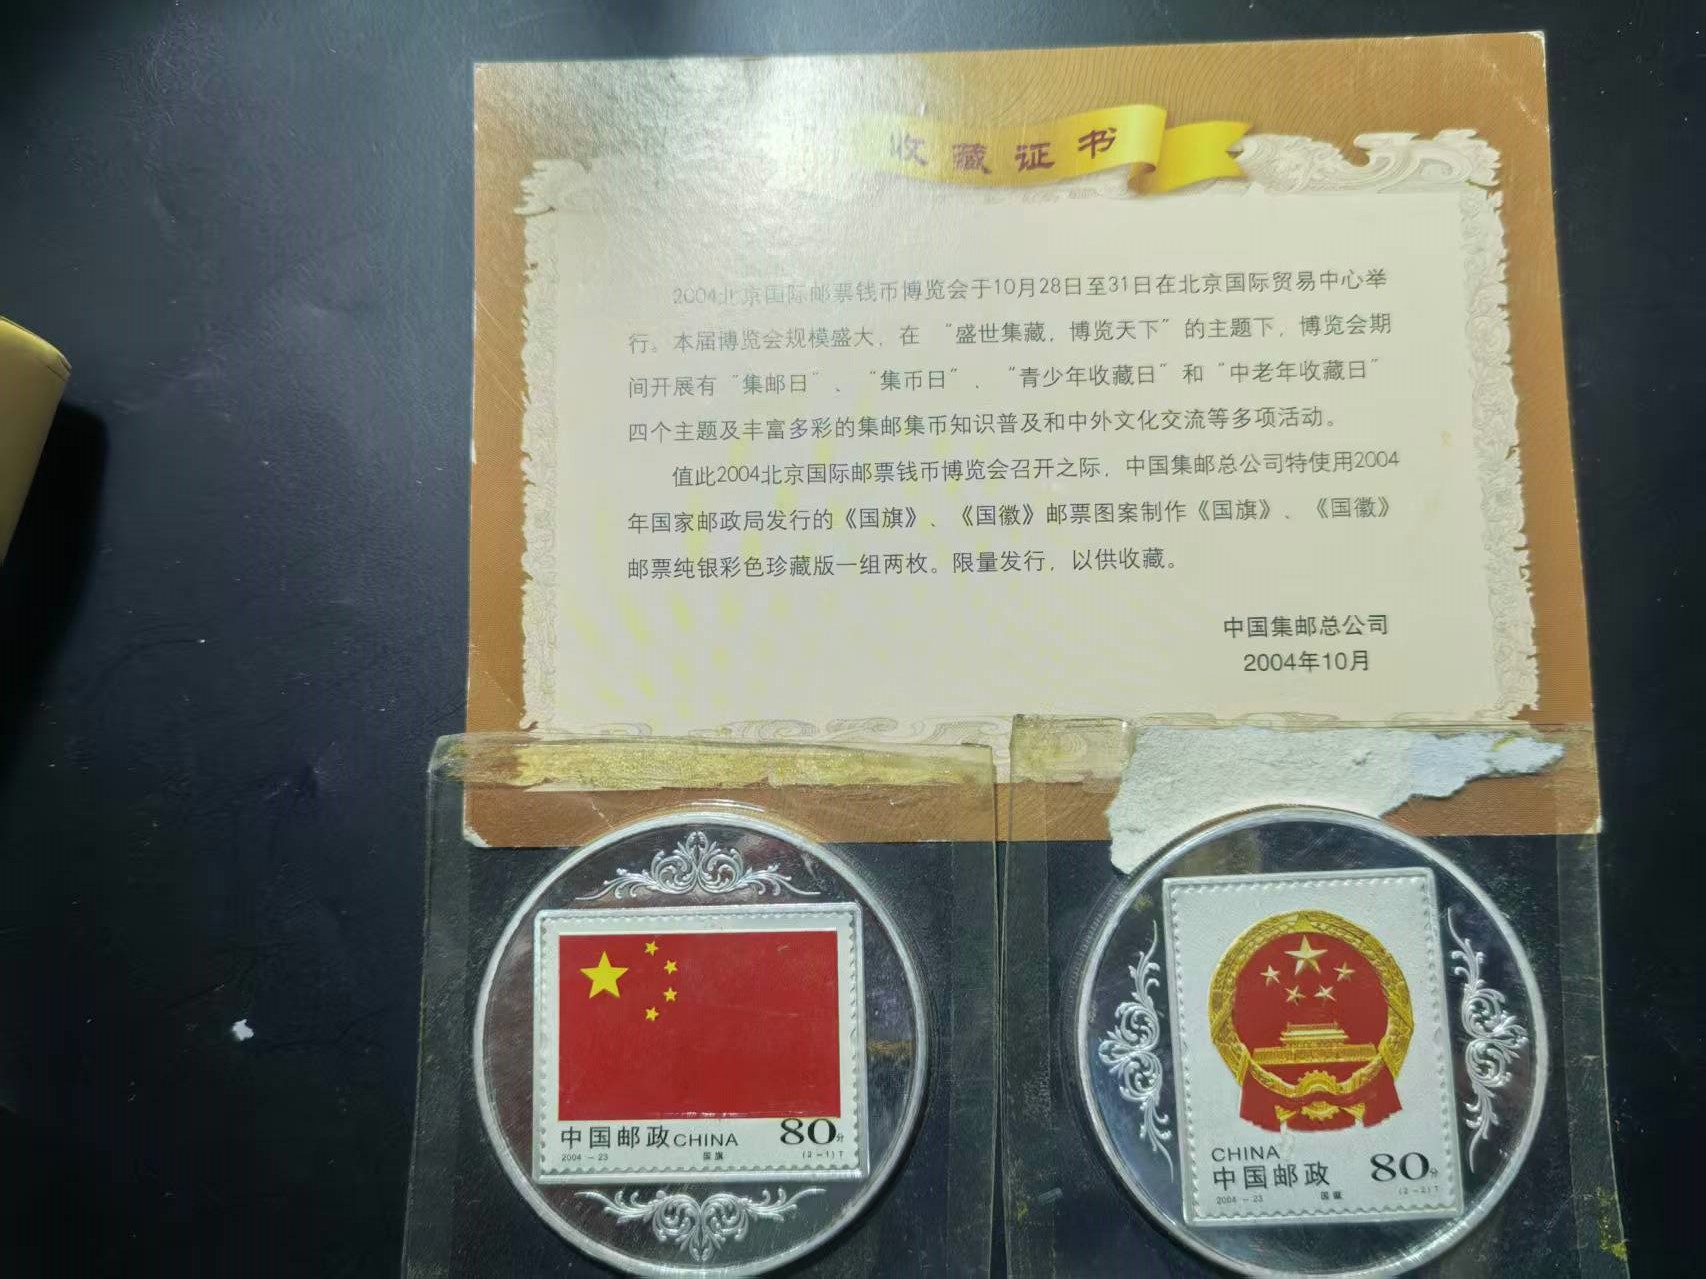 收藏证书
2004北京国际邮票钱币博览会于10月28日至31日在北京国际贸易中心举
行。本届博览会规模盛大，在 “盛世集藏，博览天下”的主题下，博览会期
间开展有“集邮日”、“集币日”、“青少年收藏日”和“中老年收藏日”
四个主题及丰富多彩的集邮集币知识普及和中外文化交流等多项活动。
值此2004北京国际邮票钱币博览会召开之际，中国集邮总公司特使用2004
年国家邮政局发行的《国旗》、《国徽》邮票图案制作《国旗》、《国徽》
邮票纯银彩色珍藏版一组两枚。限量发行，以供收藏。
中国集邮总公司
2004年10月
中国邮政CHINA 80分
2004-23 国旗 (2-1)T
CHINA
中国邮政 80分
2004-23 国徽 (2-2)T